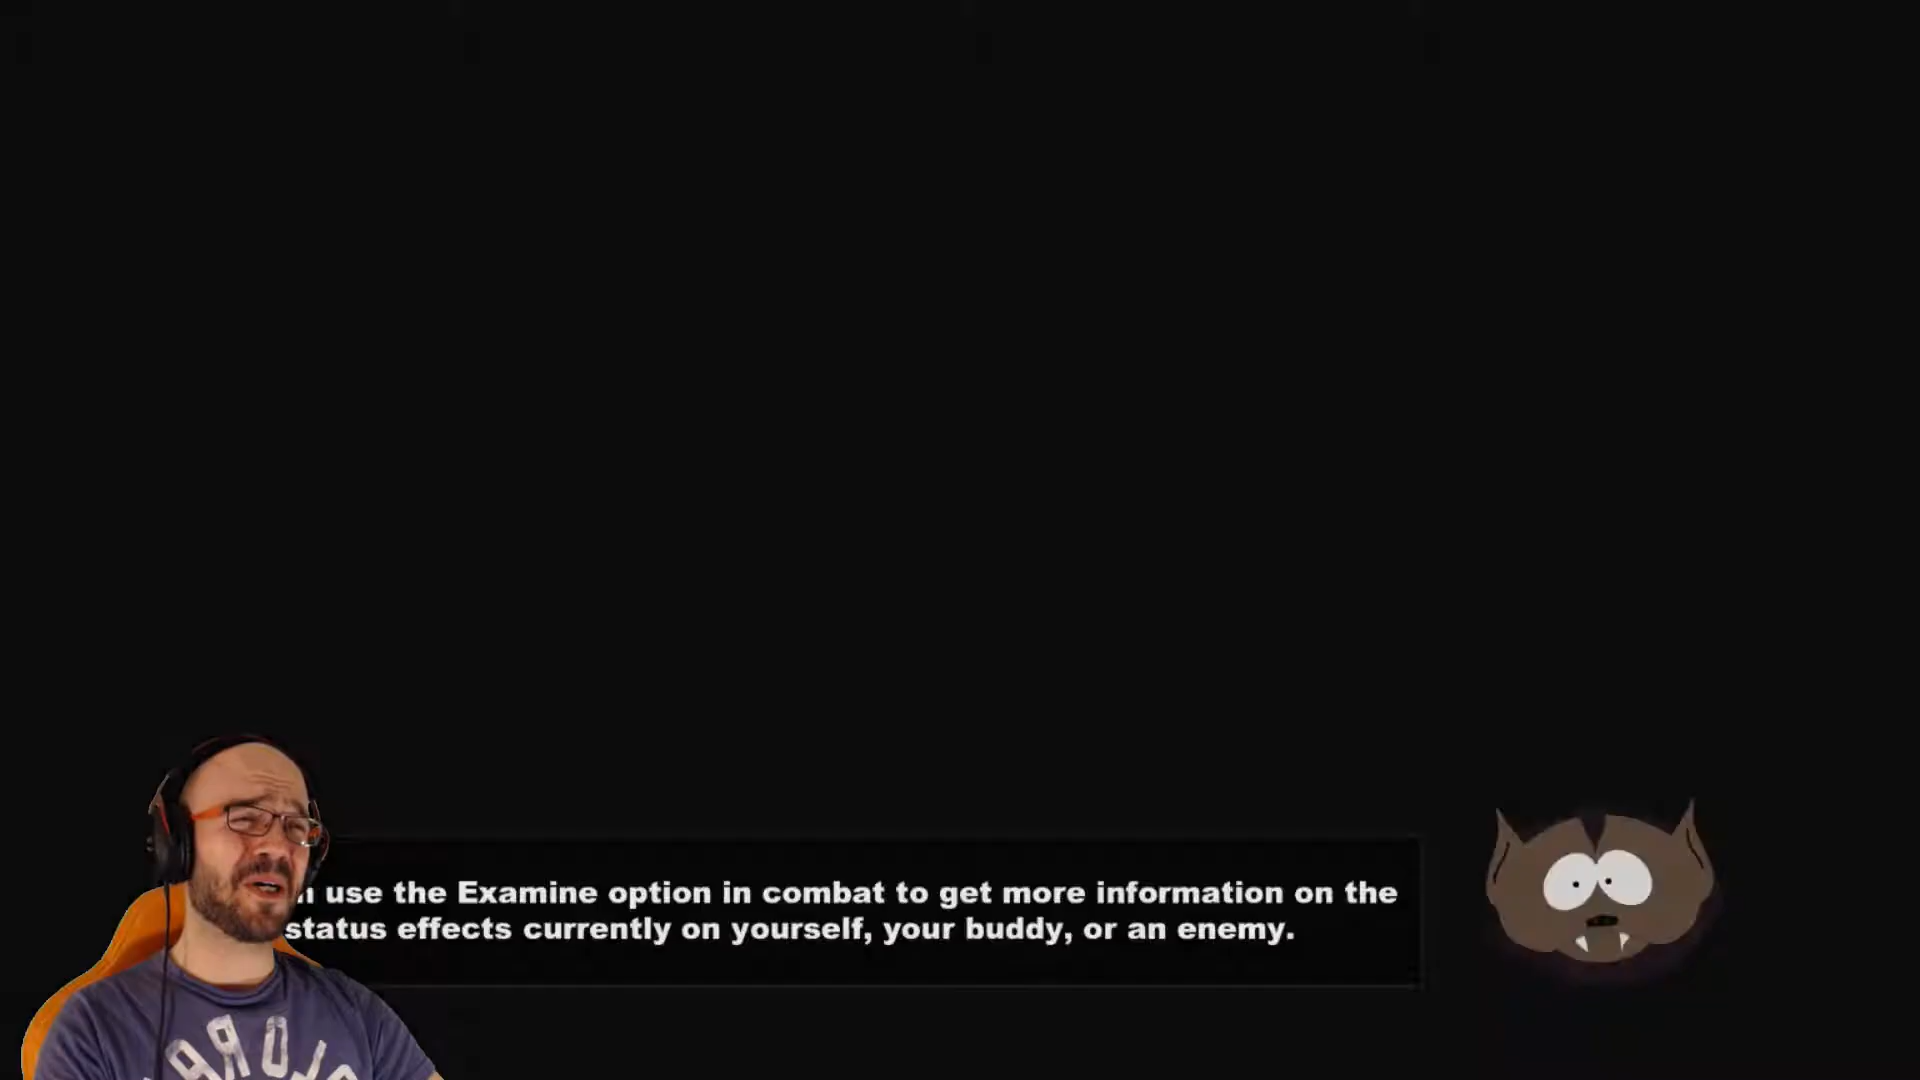 use the Examine option in combat to get more information on the
status effects currently on yourself, your buddy, or an enemy.